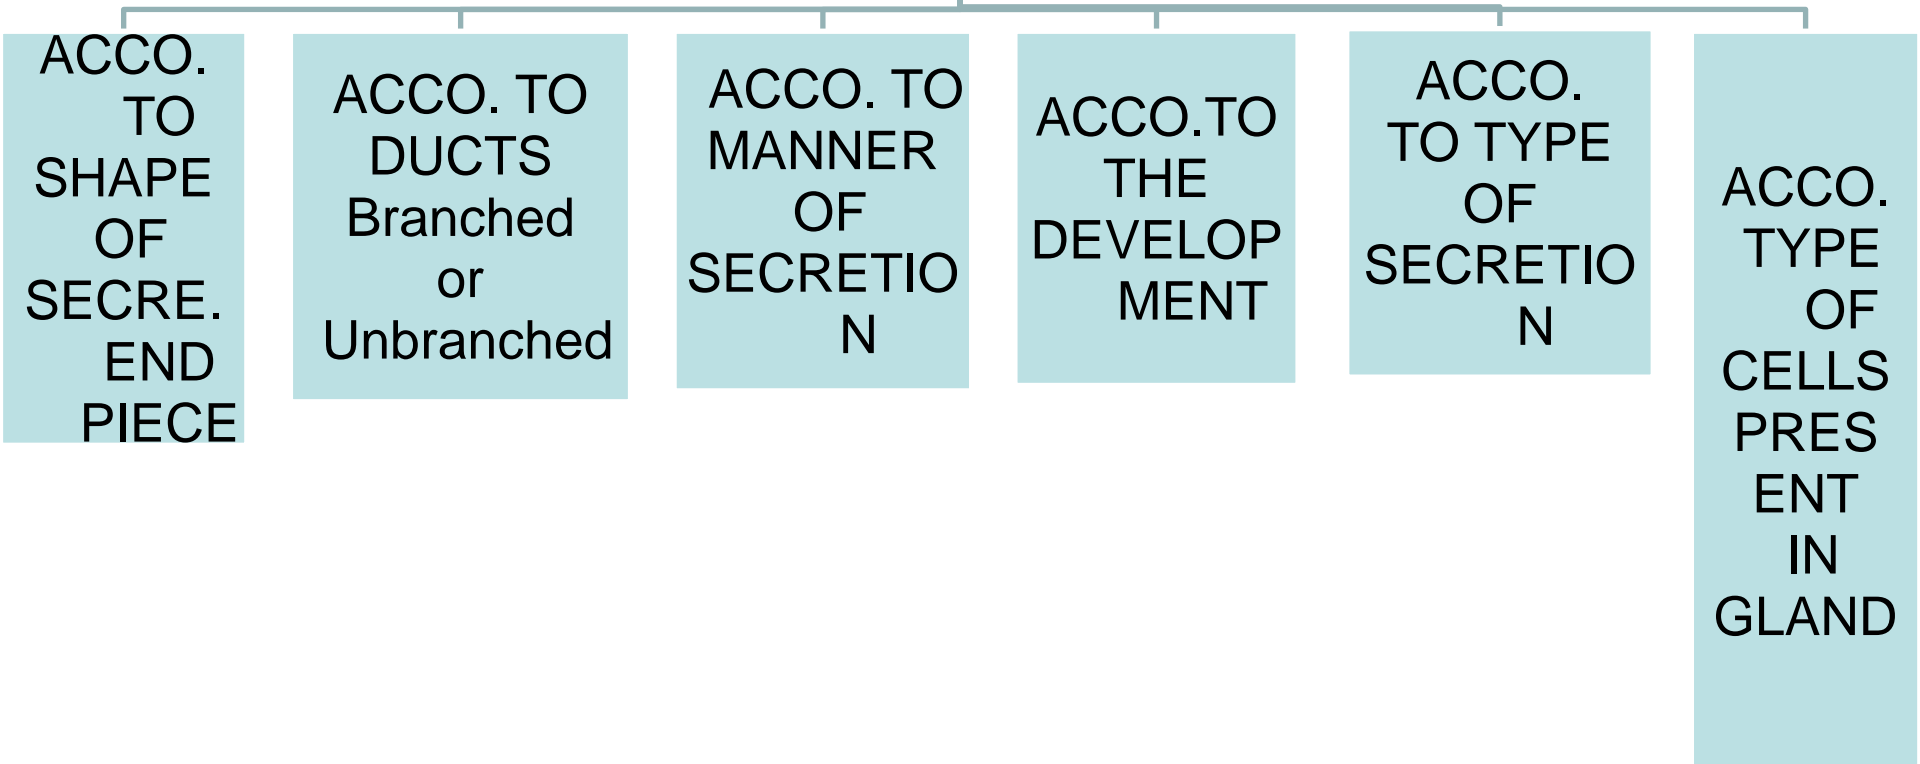 ACCO.
TO
SHAPE
OF
SECRE.
END
PIECE
ACCO. TO
DUCTS
Branched
or
Unbranched
ACCO. TO
MANNER
OF
SECRETIO
N
ACCO.TO
THE
DEVELOP
MENT
ACCO.
TO TYPE
OF
SECRETIO
N
ACCO.
TYPE
OF
CELLS
PRES
ENT
IN
GLAND